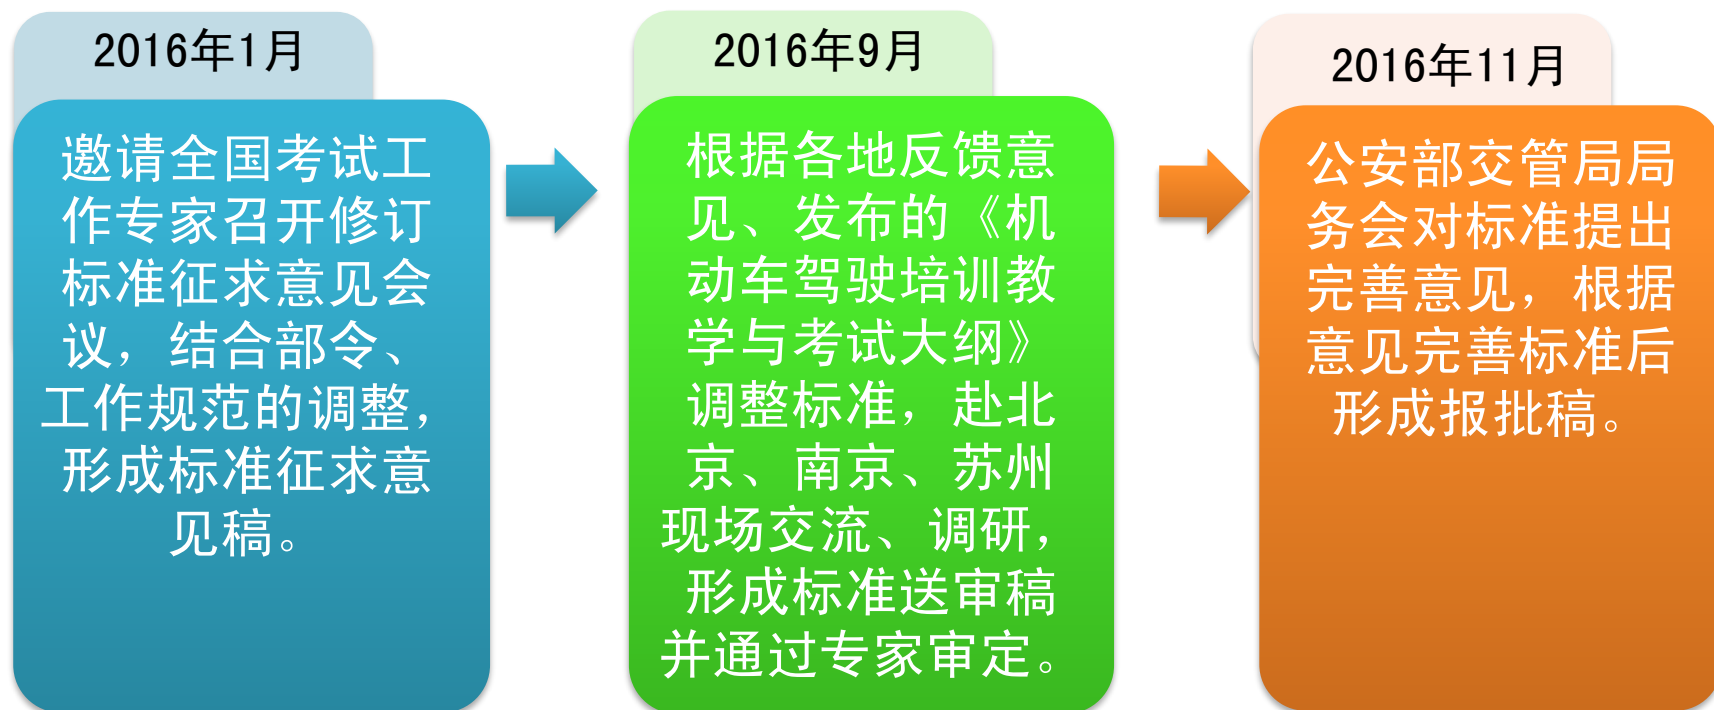 2016年1月
邀请全国考试工
作专家召开修订
标准征求意见会
议，结合部令、
工作规范的调整，
形成标准征求意
见稿。
2016年9月
根据各地反馈意
见、发布的《机
动车驾驶培训教
学与考试大纲》
调整标准，赴北
京、南京、苏州
现场交流、调研，
形成标准送审稿
并通过专家审定。
2016年11月
公安部交管局局
务会对标准提出
完善意见，根据
意见完善标准后
形成报批稿。